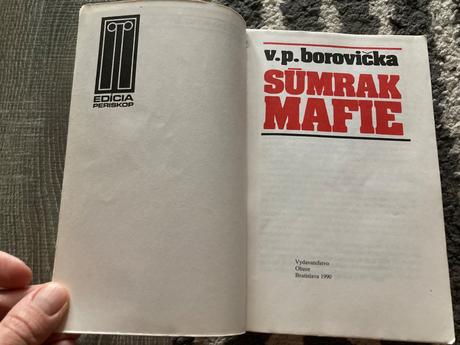 EDÍCIA
PERISKOP
v.p.borovička
SÚMRAK
MAFIE
Vydavateľstvo
Obzor
Bratislava 1990